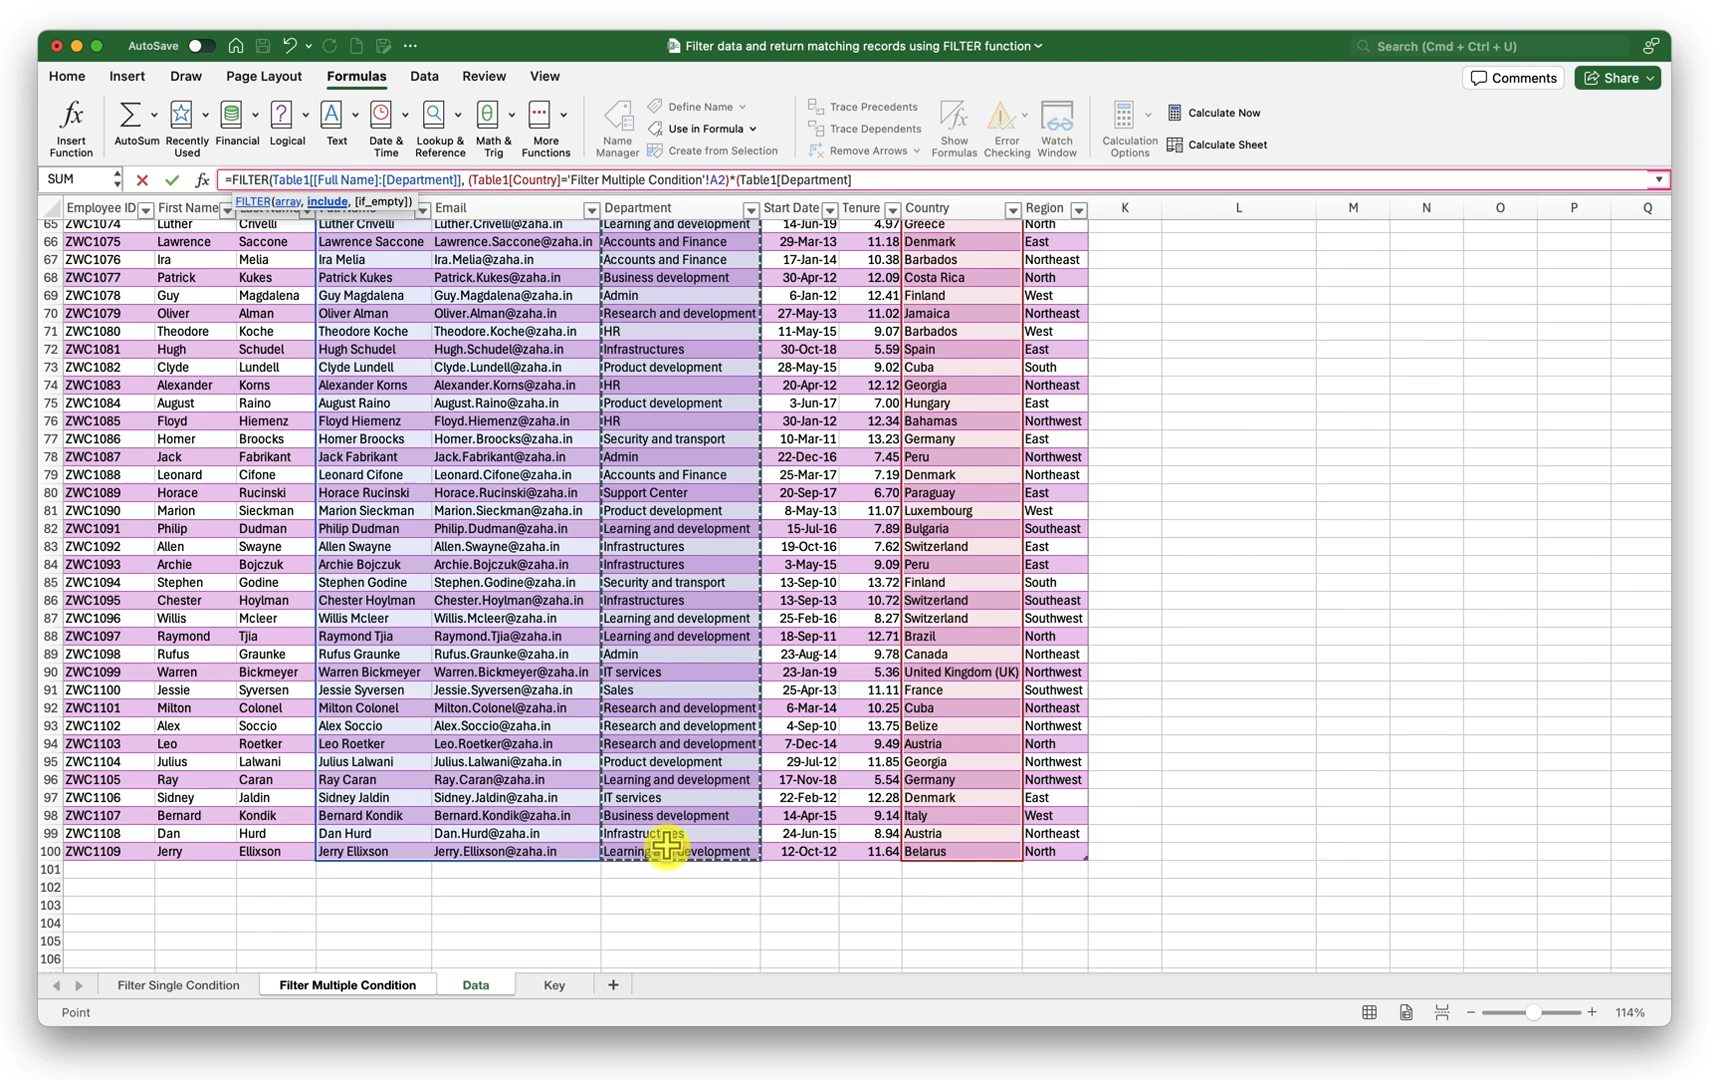 AutoSave
Filter data and return matching records using FILTER function
Search (Cmd + Ctrl + U)
Home Insert Draw Page Layout Formulas Data Review View
Comments Share
Insert Function
AutoSum
Recently Used
Financial
Logical
Text
Date & Time
Lookup & Reference
Math & Trig
More Functions
Name Manager
Define Name
Use in Formula
Create from Selection
Trace Precedents
Trace Dependents
Remove Arrows
Show Formulas
Error Checking
Watch Window
Calculation Options
Calculate Now
Calculate Sheet
SUM fx =FILTER(Table1[[Full Name]:[Department]], (Table1[Country]='Filter Multiple Condition'!A2)*(Table1[Department]
FILTER(array, include, [if_empty])
Employee ID First Name Email Department Start Date Tenure Country Region K L M N O P Q
65 ZWC1074 Luther Crivelli Luther Crivelli Luther.Crivelli@zaha.in Learning and development 14-Jun-19 4.97 Greece North
66 ZWC1075 Lawrence Saccone Lawrence Saccone Lawrence.Saccone@zaha.in Accounts and Finance 29-Mar-13 11.18 Denmark East
67 ZWC1076 Ira Melia Ira Melia Ira.Melia@zaha.in Accounts and Finance 17-Jan-14 10.38 Barbados Northeast
68 ZWC1077 Patrick Kukes Patrick Kukes Patrick.Kukes@zaha.in Business development 30-Apr-12 12.09 Costa Rica North
69 ZWC1078 Guy Magdalena Guy Magdalena Guy.Magdalena@zaha.in Admin 6-Jan-12 12.41 Finland West
70 ZWC1079 Oliver Alman Oliver Alman Oliver.Alman@zaha.in Research and development 27-May-13 11.02 Jamaica Northeast
71 ZWC1080 Theodore Koche Theodore Koche Theodore.Koche@zaha.in HR 11-May-15 9.07 Barbados West
72 ZWC1081 Hugh Schudel Hugh Schudel Hugh.Schudel@zaha.in Infrastructures 30-Oct-18 5.59 Spain East
73 ZWC1082 Clyde Lundell Clyde Lundell Clyde.Lundell@zaha.in Product development 28-May-15 9.02 Cuba South
74 ZWC1083 Alexander Korns Alexander Korns Alexander.Korns@zaha.in HR 20-Apr-12 12.12 Georgia Northeast
75 ZWC1084 August Raino August Raino August.Raino@zaha.in Product development 3-Jun-17 7.00 Hungary East
76 ZWC1085 Floyd Hiemenz Floyd Hiemenz Floyd.Hiemenz@zaha.in HR 30-Jan-12 12.34 Bahamas Northwest
77 ZWC1086 Homer Broocks Homer Broocks Homer.Broocks@zaha.in Security and transport 10-Mar-11 13.23 Germany East
78 ZWC1087 Jack Fabrikant Jack Fabrikant Jack.Fabrikant@zaha.in Admin 22-Dec-16 7.45 Peru Northwest
79 ZWC1088 Leonard Cifone Leonard Cifone Leonard.Cifone@zaha.in Accounts and Finance 25-Mar-17 7.19 Denmark Northeast
80 ZWC1089 Horace Rucinski Horace Rucinski Horace.Rucinski@zaha.in Support Center 20-Sep-17 6.70 Paraguay East
81 ZWC1090 Marion Sieckman Marion Sieckman Marion.Sieckman@zaha.in Product development 8-May-13 11.07 Luxembourg West
82 ZWC1091 Philip Dudman Philip Dudman Philip.Dudman@zaha.in Learning and development 15-Jul-16 7.89 Bulgaria Southeast
83 ZWC1092 Allen Swayne Allen Swayne Allen.Swayne@zaha.in Infrastructures 19-Oct-16 7.62 Switzerland East
84 ZWC1093 Archie Bojczuk Archie Bojczuk Archie.Bojczuk@zaha.in Infrastructures 3-May-15 9.09 Peru East
85 ZWC1094 Stephen Godine Stephen Godine Stephen.Godine@zaha.in Security and transport 13-Sep-10 13.72 Finland South
86 ZWC1095 Chester Hoylman Chester Hoylman Chester.Hoylman@zaha.in Infrastructures 13-Sep-13 10.72 Switzerland Southeast
87 ZWC1096 Willis Mcleer Willis Mcleer Willis.Mcleer@zaha.in Learning and development 25-Feb-16 8.27 Switzerland Southwest
88 ZWC1097 Raymond Tjia Raymond Tjia Raymond.Tjia@zaha.in Learning and development 18-Sep-11 12.71 Brazil North
89 ZWC1098 Rufus Graunke Rufus Graunke Rufus.Graunke@zaha.in Admin 23-Aug-14 9.78 Canada Northeast
90 ZWC1099 Warren Bickmeyer Warren Bickmeyer Warren.Bickmeyer@zaha.in IT services 23-Jan-19 5.36 United Kingdom (UK) Northwest
91 ZWC1100 Jessie Syversen Jessie Syversen Jessie.Syversen@zaha.in Sales 25-Apr-13 11.11 France Southwest
92 ZWC1101 Milton Colonel Milton Colonel Milton.Colonel@zaha.in Research and development 6-Mar-14 10.25 Cuba Northeast
93 ZWC1102 Alex Soccio Alex Soccio Alex.Soccio@zaha.in Research and development 4-Sep-10 13.75 Belize Northwest
94 ZWC1103 Leo Roetker Leo Roetker Leo.Roetker@zaha.in Research and development 7-Dec-14 9.49 Austria North
95 ZWC1104 Julius Lalwani Julius Lalwani Julius.Lalwani@zaha.in Product development 29-Jul-12 11.85 Georgia Northwest
96 ZWC1105 Ray Caran Ray Caran Ray.Caran@zaha.in Learning and development 17-Nov-18 5.54 Germany Northwest
97 ZWC1106 Sidney Jaldin Sidney Jaldin Sidney.Jaldin@zaha.in IT services 22-Feb-12 12.28 Denmark East
98 ZWC1107 Bernard Kondik Bernard Kondik Bernard.Kondik@zaha.in Business development 14-Apr-15 9.14 Italy West
99 ZWC1108 Dan Hurd Dan Hurd Dan.Hurd@zaha.in Infrastructures 24-Jun-15 8.94 Austria Northeast
100 ZWC1109 Jerry Ellixson Jerry Ellixson Jerry.Ellixson@zaha.in Learning and development 12-Oct-12 11.64 Belarus North
101
102
103
104
105
106
Filter Single Condition Filter Multiple Condition Data Key +
Point 114%